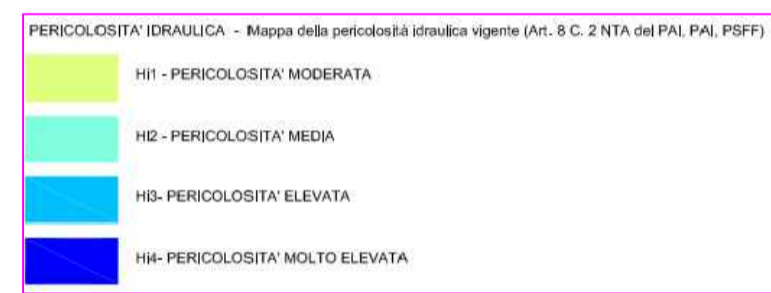 PERICOLOSITA' IDRAULICA - Mappa della pericolosità idraulica vigente (Art. 8 C. 2 NTA del PAI, PAI, PSFF)
Hi1 - PERICOLOSITA' MODERATA
Hi2 - PERICOLOSITA' MEDIA
Hi3- PERICOLOSITA' ELEVATA
Hi4- PERICOLOSITA' MOLTO ELEVATA